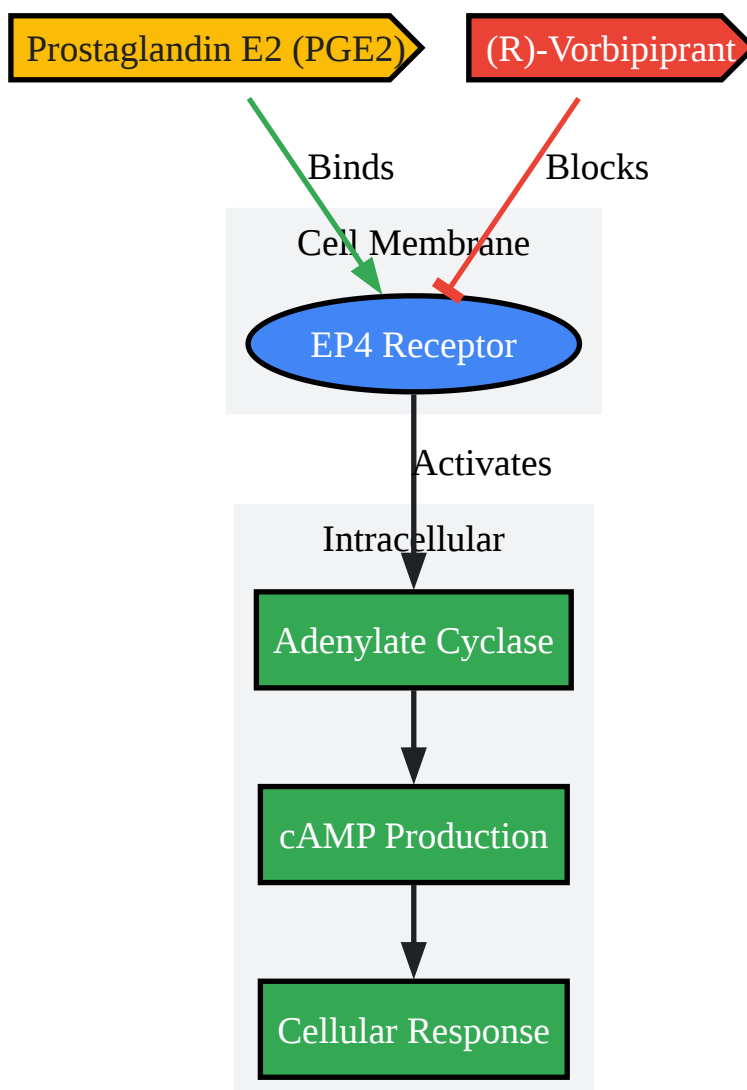 Prostaglandin E2 (PGE2)
(R)-Vorbipiprant
Binds
Blocks
Cell Membrane
EP4 Receptor
Activates
Intracellular
Adenylate Cyclase
cAMP Production
Cellular Response